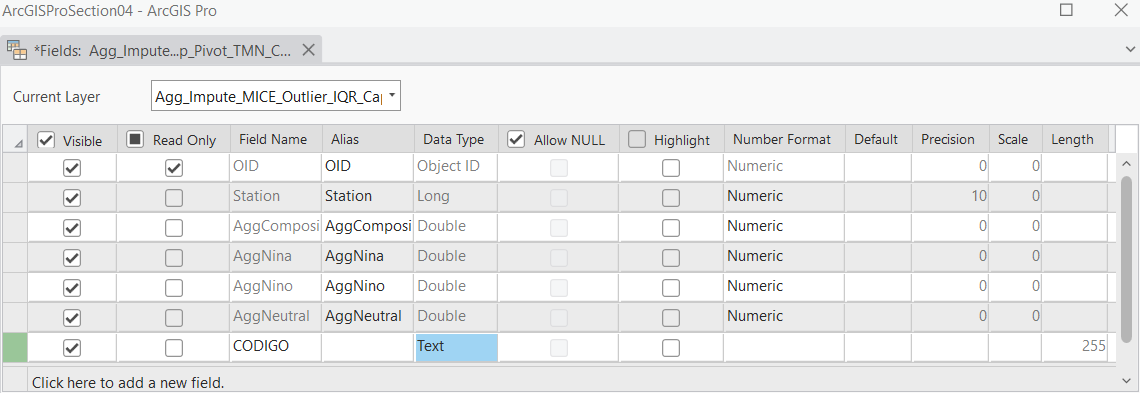 ArcGISProSection04 - ArcGIS Pro
*Fields: Agg_Impute...p_Pivot_TMN_C...
Current Layer Agg_Impute_MICE_Outlier_IQR_Cap
Visible Read Only Field Name Alias Data Type Allow NULL Highlight Number Format Default Precision Scale Length
OID OID Object ID Numeric 0 0
Station Station Long Numeric 10 0
AggComposi AggComposi Double Numeric 0 0
AggNina AggNina Double Numeric 0 0
AggNino AggNino Double Numeric 0 0
AggNeutral AggNeutral Double Numeric 0 0
CODIGO Text 255
Click here to add a new field.